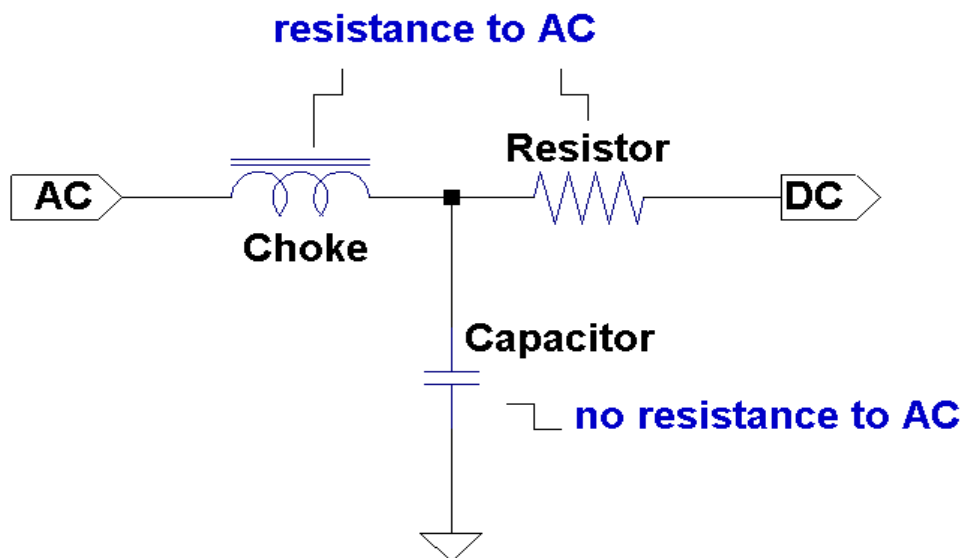 resistance to AC
Resistor
AC
DC
Choke
Capacitor
no resistance to AC